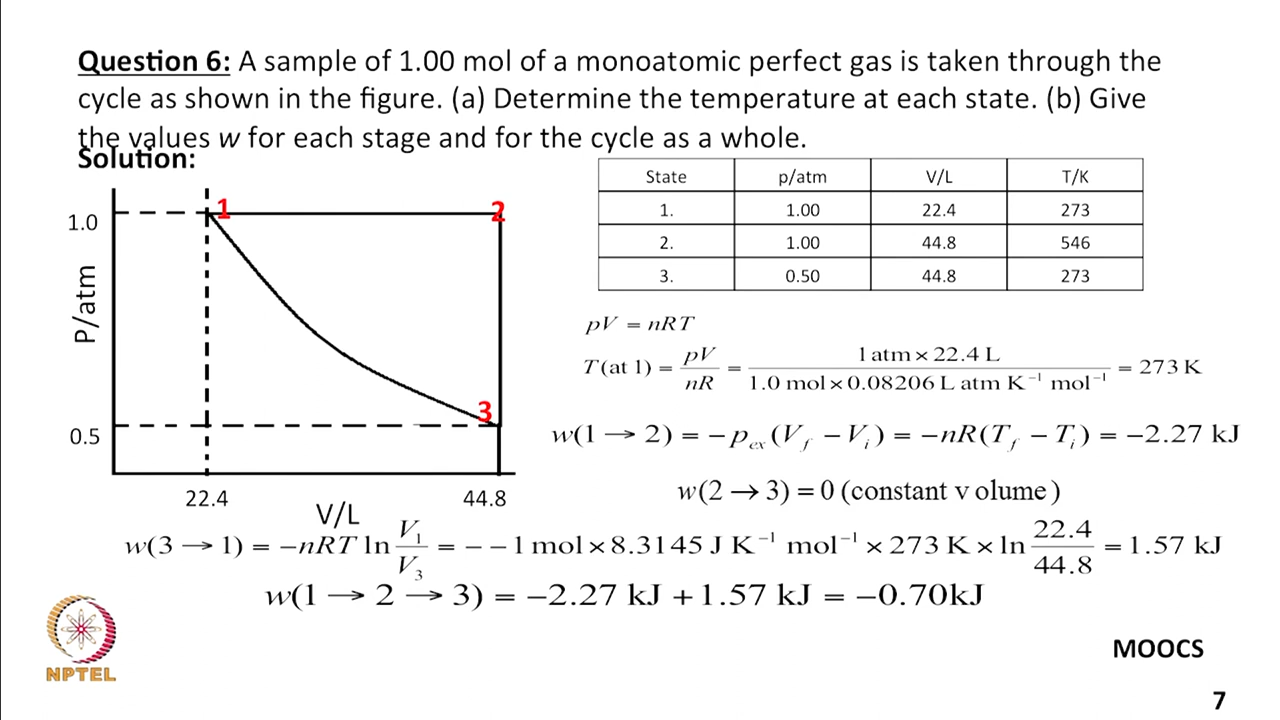 Question 6: A sample of 1.00 mol of a monoatomic perfect gas is taken through the
cycle as shown in the figure. (a) Determine the temperature at each state. (b) Give
the values w for each stage and for the cycle as a whole.
Solution:
State p/atm V/L T/K
1. 1.00 22.4 273
2. 1.00 44.8 546
3. 0.50 44.8 273
1.0
1
2
P/atm
3
0.5
22.4
44.8
V/L
pV = nRT
T(at 1) = pV/nR = 1 atm × 22.4 L / 1.0 mol × 0.08206 L atm K⁻¹ mol⁻¹ = 273 K
w(1 → 2) = −p_ex(V_f − V_i) = −nR(T_f − T_i) = −2.27 kJ
w(2 → 3) = 0 (constant v olume)
w(3 → 1) = −nRT ln V₁/V₃ = − − 1 mol × 8.3145 J K⁻¹ mol⁻¹ × 273 K × ln 22.4/44.8 = 1.57 kJ
w(1 → 2 → 3) = −2.27 kJ + 1.57 kJ = −0.70kJ
NPTEL
MOOCS
7